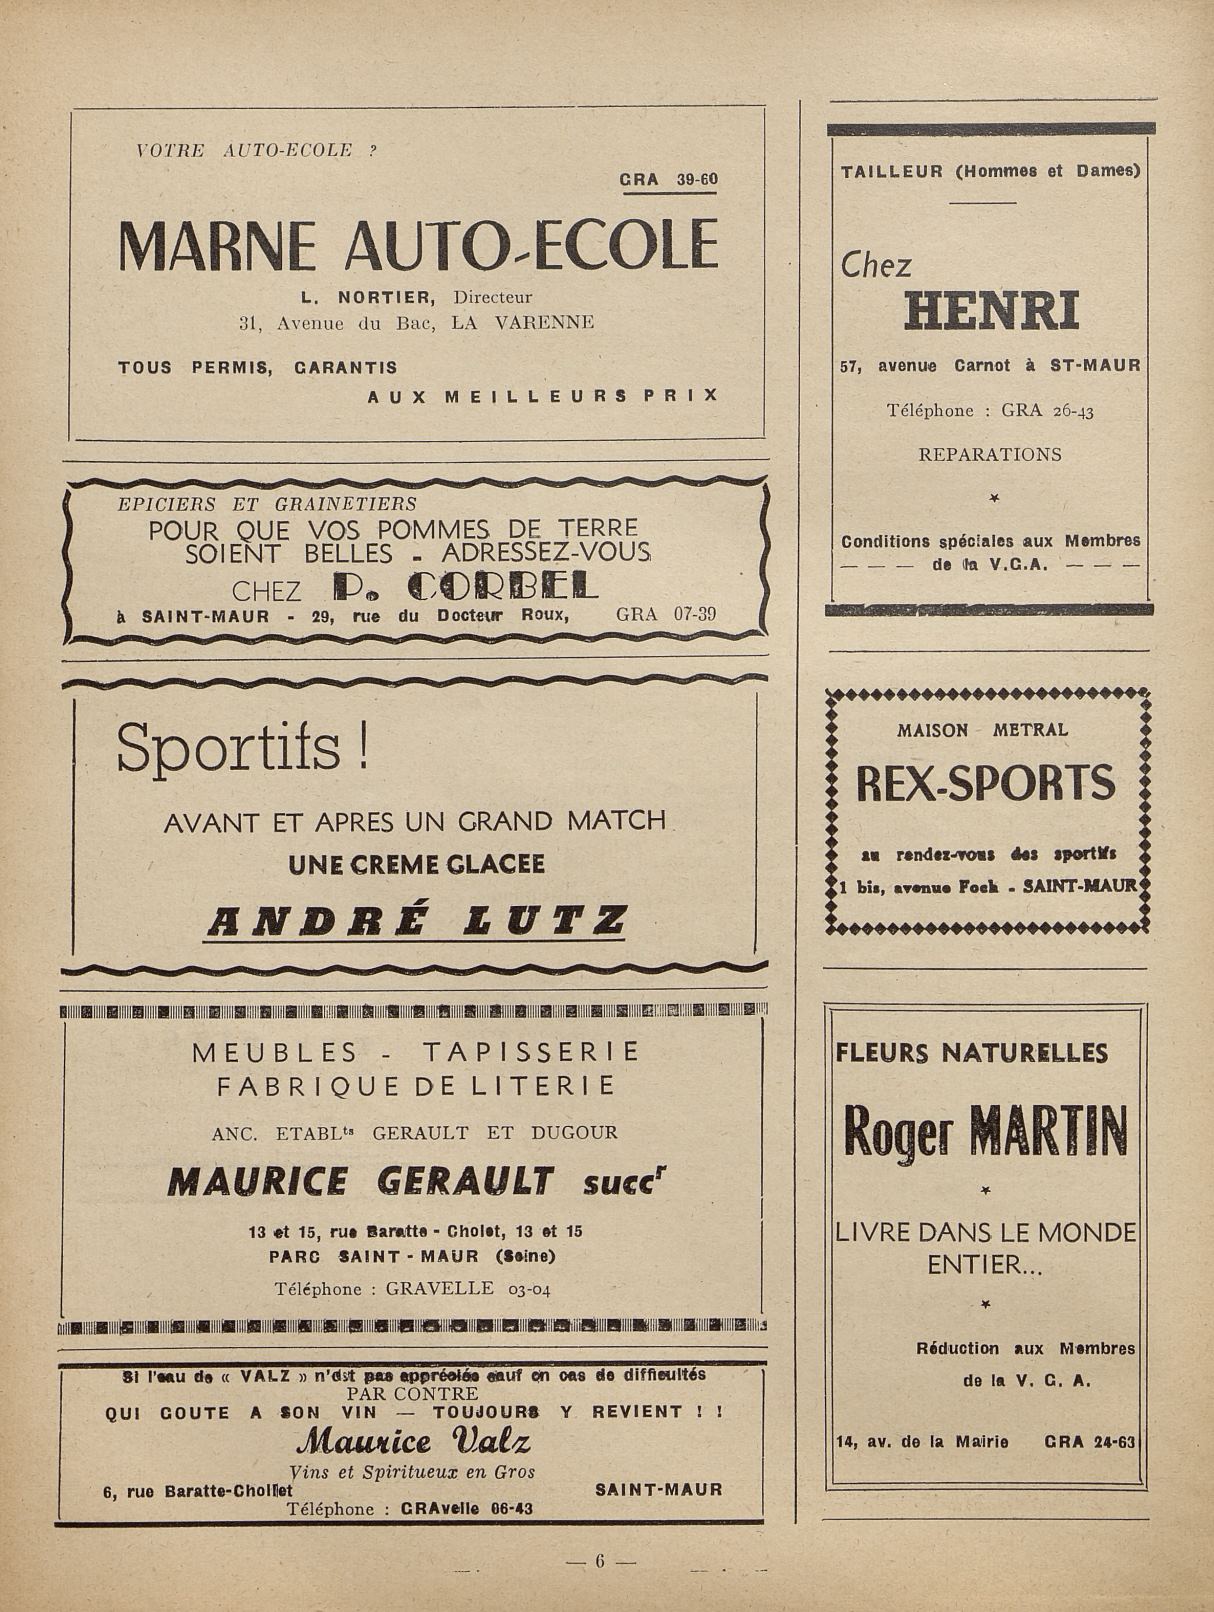 VOTRE AUTO-ECOLE ?
GRA 39-60
MARNE AUTO-ECOLE
L. NORTIER, Directeur
31, Avenue du Bac, LA VARENNE
TOUS PERMIS, GARANTIS
AUX MEILLEURS PRIX
EPICIERS ET GRAINETIERS
POUR QUE VOS POMMES DE TERRE
SOIENT BELLES - ADRESSEZ-VOUS
CHEZ P. CORBEL
à SAINT-MAUR - 29, rue du Docteur Roux, GRA 07-39
Sportifs !
AVANT ET APRES UN GRAND MATCH
UNE CREME GLACEE
ANDRÉ LUTZ
MEUBLES - TAPISSERIE
FABRIQUE DE LITERIE
ANC. ETABLts GERAULT ET DUGOUR
MAURICE GERAULT succr
13 et 15, rue Baratte - Cholet, 13 et 15
PARC SAINT - MAUR (Seine)
Téléphone : GRAVELLE 03-04
Si l'eau de « VALZ » n'est pas appréciée sauf en cas de difficultés
PAR CONTRE
QUI GOUTE A SON VIN — TOUJOURS Y REVIENT ! !
Maurice Valz
Vins et Spiritueux en Gros
6, rue Baratte-Chollet SAINT-MAUR
Téléphone : GRAvelle 06-43
TAILLEUR (Hommes et Dames)
Chez
HENRI
57, avenue Carnot à ST-MAUR
Téléphone : GRA 26-43
REPARATIONS
Conditions spéciales aux Membres
— — — de la V.G.A. — — —
MAISON METRAL
REX-SPORTS
au rendez-vous des sportifs
1 bis, avenue Foch - SAINT-MAUR
FLEURS NATURELLES
Roger MARTIN
LIVRE DANS LE MONDE
ENTIER...
Réduction aux Membres
de la V. G. A.
14, av. de la Mairie GRA 24-63
— 6 —